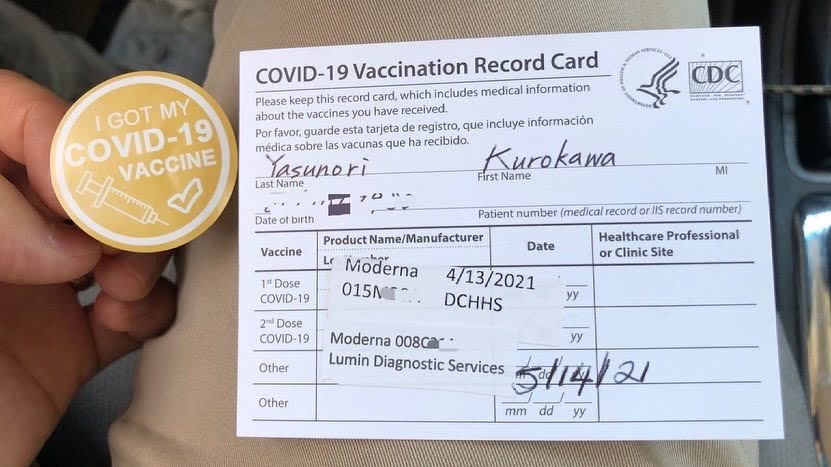 I GOT MY
COVID-19
VACCINE
COVID-19 Vaccination Record Card
CDC
Please keep this record card, which includes medical information
about the vaccines you have received.
Por favor, guarde esta tarjeta de registro, que incluye información
médica sobre las vacunas que ha recibido.
Yasunori Kurokawa
Last Name First Name MI
Date of birth Patient number (medical record or IIS record number)
Vaccine Product Name/Manufacturer Date Healthcare Professional
or Clinic Site
1st Dose
COVID-19
Moderna 4/13/2021
DCHHS
yy
2nd Dose
COVID-19
yy
Moderna
Lumin Diagnostic Services
Other 5/14/21
Other
mm dd yy